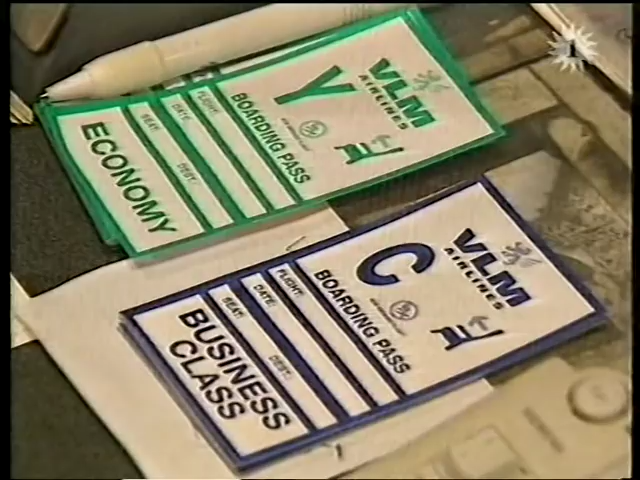 VLM
AIRLINES
Y
BOARDING PASS
FLIGHT:
DATE:
SEAT:
DEST:
ECONOMY
VLM
AIRLINES
C
BOARDING PASS
FLIGHT:
DATE:
SEAT:
DEST:
BUSINESS
CLASS